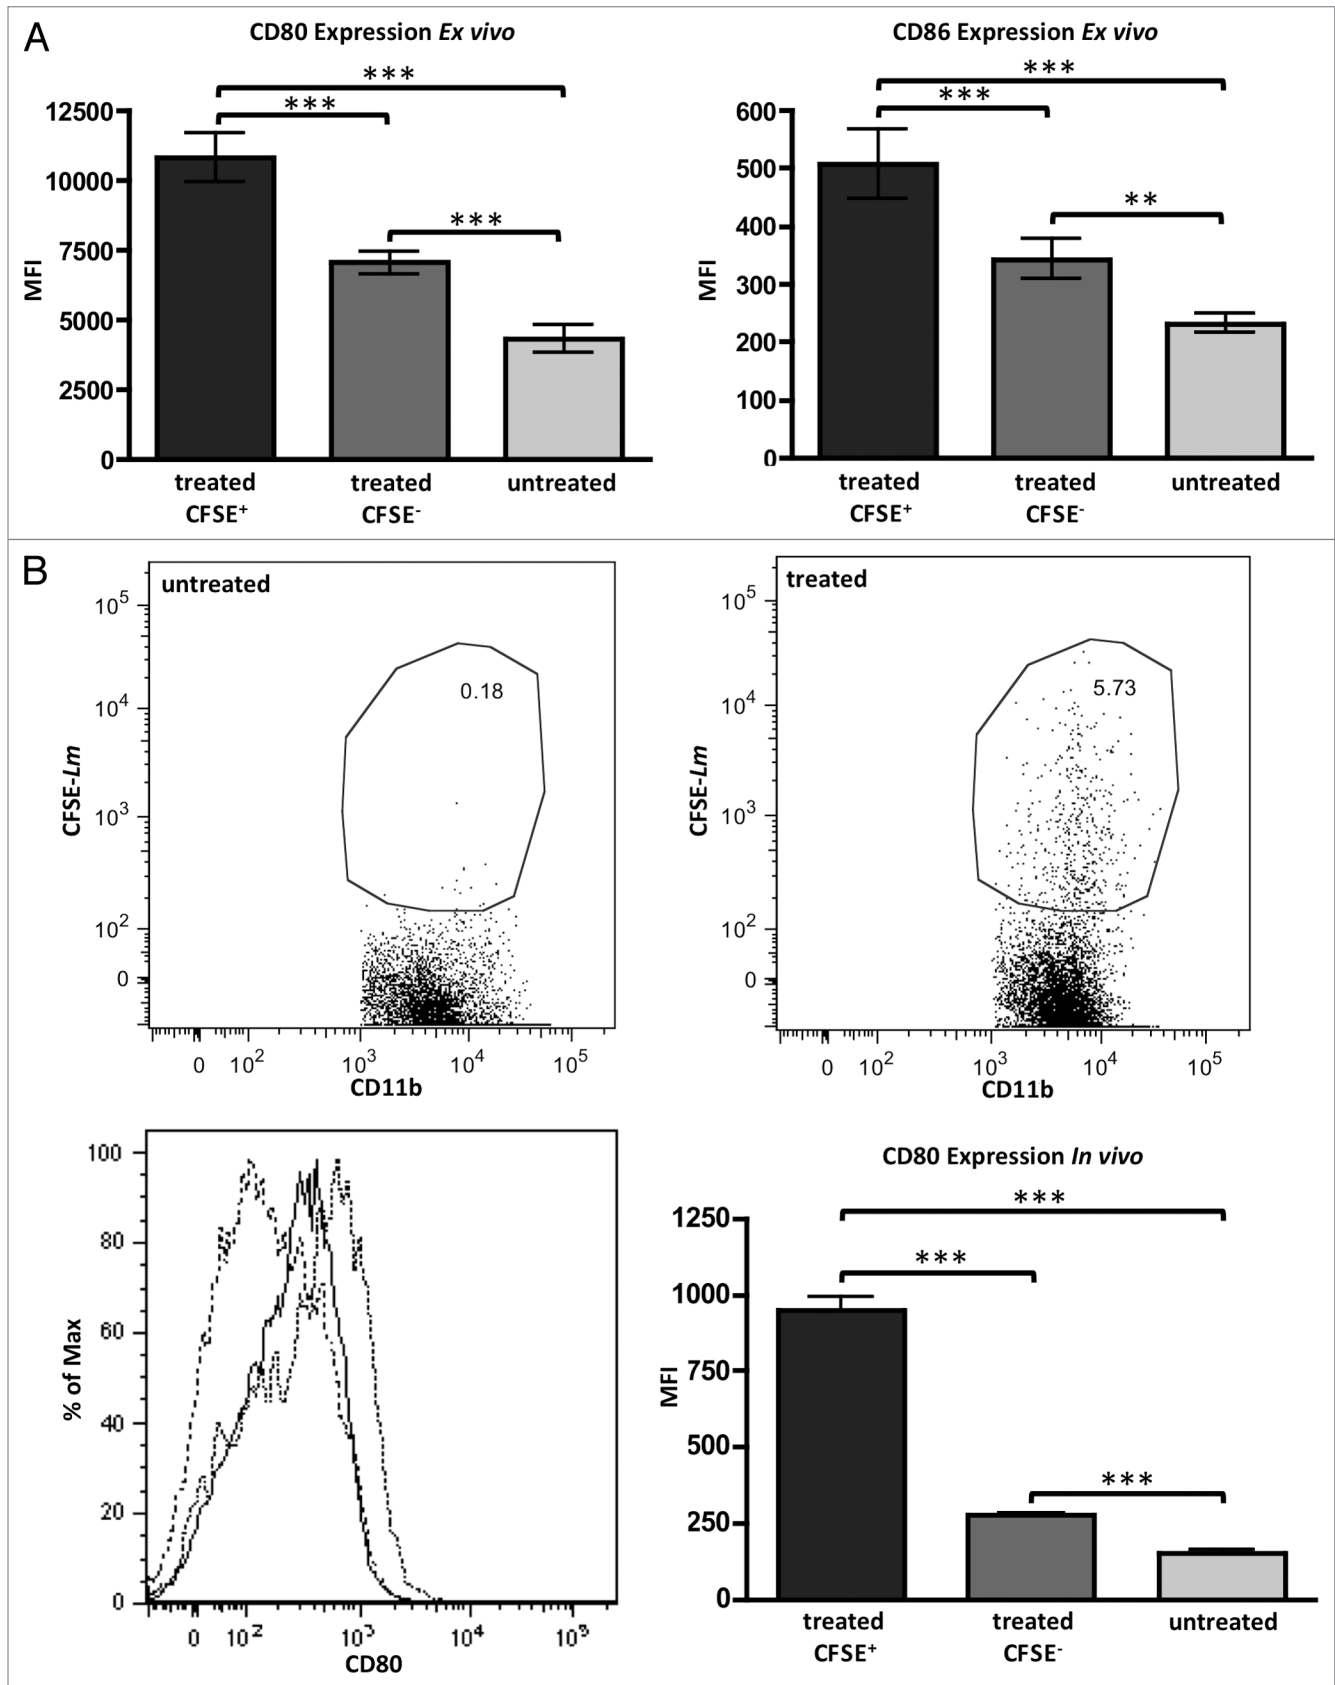 A
CD80 Expression Ex vivo
***
***
***
MFI
12500
10000
7500
5000
2500
0
treated
CFSE+
treated
CFSE-
untreated
CD86 Expression Ex vivo
***
***
**
MFI
600
500
400
300
200
100
0
treated
CFSE+
treated
CFSE-
untreated
B
untreated
0.18
CFSE-Lm
10^5
10^4
10^3
10^2
0
0 10^2 10^3 10^4 10^5
CD11b
treated
5.73
CFSE-Lm
10^5
10^4
10^3
10^2
0
0 10^2 10^3 10^4 10^5
CD11b
% of Max
100
80
60
40
20
0
0 10^2 10^3 10^4 10^5
CD80
CD80 Expression In vivo
***
***
***
MFI
1250
1000
750
500
250
0
treated
CFSE+
treated
CFSE-
untreated